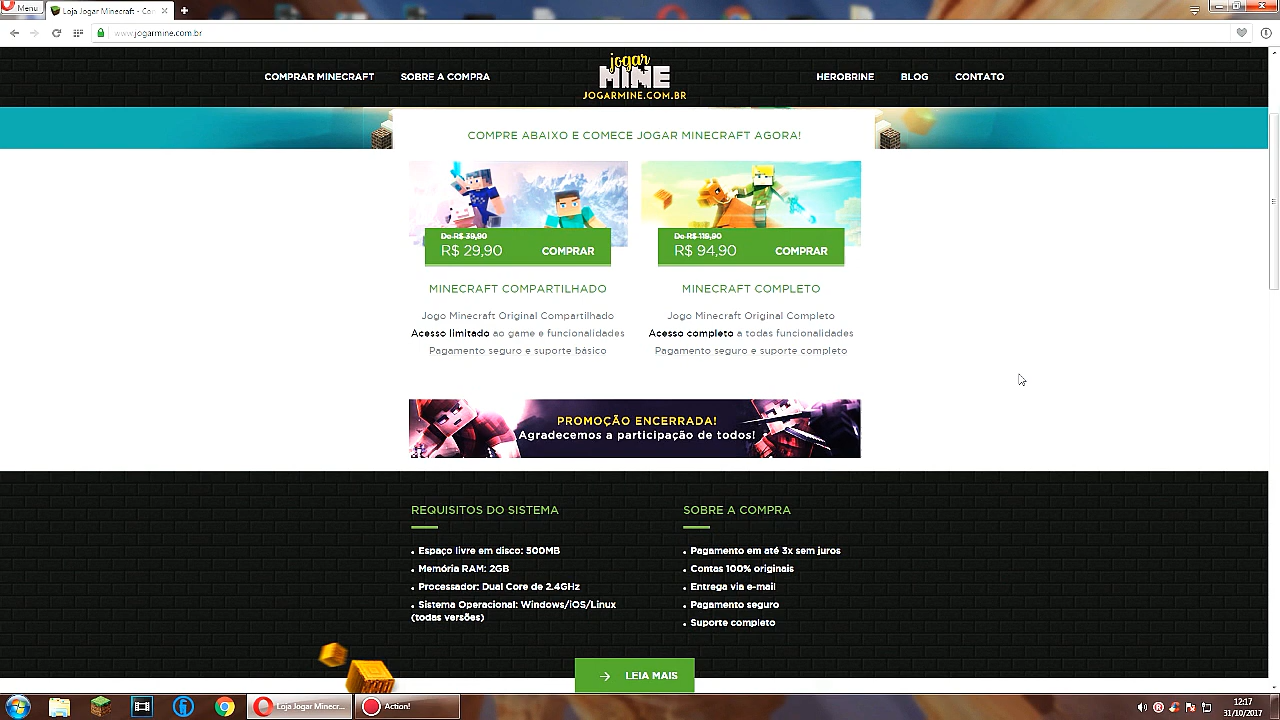 Menu
Loja Jogar Minecraft - Co
www.jogarmine.com.br
COMPRAR MINECRAFT
SOBRE A COMPRA
jogar
MINE
JOGARMINE.COM.BR
HEROBRINE
BLOG
CONTATO
COMPRE ABAIXO E COMECE JOGAR MINECRAFT AGORA!
De R$ 39,90
R$ 29,90
COMPRAR
De R$ 119,90
R$ 94,90
COMPRAR
MINECRAFT COMPARTILHADO
Jogo Minecraft Original Compartilhado
Acesso limitado ao game e funcionalidades
Pagamento seguro e suporte básico
MINECRAFT COMPLETO
Jogo Minecraft Original Completo
Acesso completo a todas funcionalidades
Pagamento seguro e suporte completo
PROMOÇÃO ENCERRADA!
Agradecemos a participação de todos!
REQUISITOS DO SISTEMA
• Espaço livre em disco: 500MB
• Memória RAM: 2GB
• Processador: Dual Core de 2.4GHz
• Sistema Operacional: Windows/iOS/Linux
(todas versões)
SOBRE A COMPRA
• Pagamento em até 3x sem juros
• Contas 100% originais
• Entrega via e-mail
• Pagamento seguro
• Suporte completo
LEIA MAIS
Loja Jogar Minecr...
Action!
12:17
31/10/2017